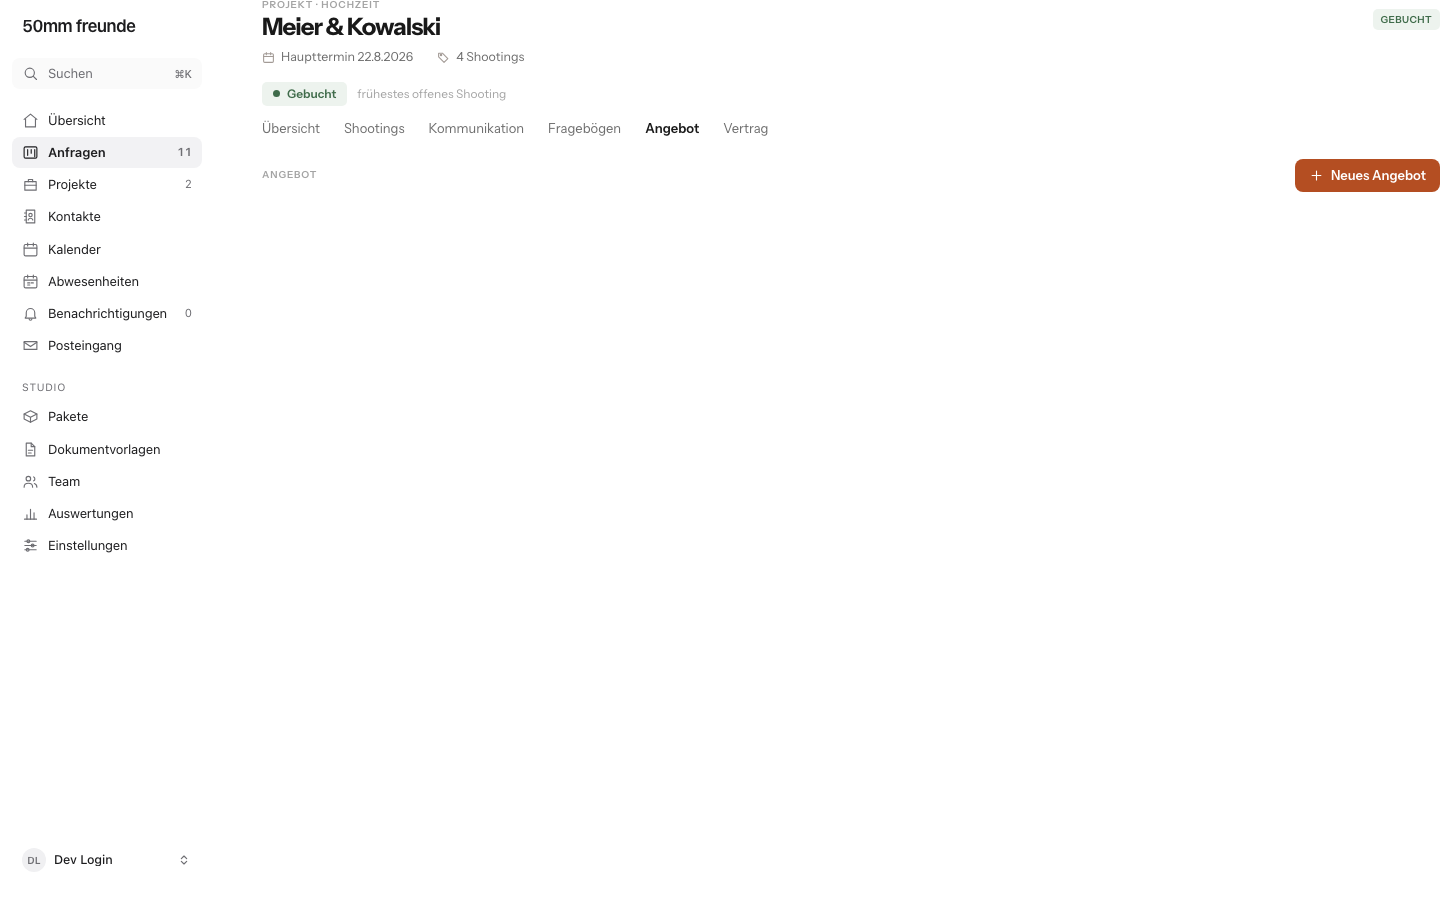 50mm freunde
Suchen ⌘K
Übersicht
Anfragen 11
Projekte 2
Kontakte
Kalender
Abwesenheiten
Benachrichtigungen 0
Posteingang
STUDIO
Pakete
Dokumentvorlagen
Team
Auswertungen
Einstellungen
DL Dev Login
PROJEKT · HOCHZEIT
Meier & Kowalski
GEBUCHT
Haupttermin 22.8.2026 4 Shootings
Gebucht frühestes offenes Shooting
Übersicht Shootings Kommunikation Fragebögen Angebot Vertrag
ANGEBOT
Neues Angebot